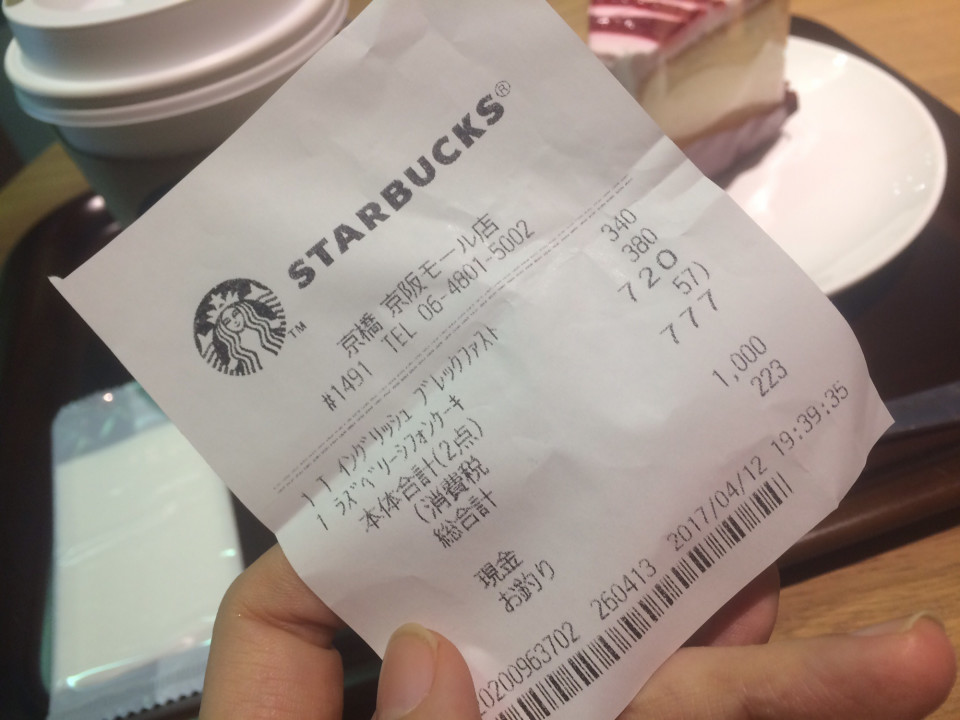 STARBUCKS®
TM
京橋 京阪モール店
#1491 TEL 06-4801-5002
1 T イングリッシュ ブレックファスト 340
1 ラズベリーシフォンケーキ 380
本体合計(2点) 720
(消費税 57)
総合計 777
現金 1,000
お釣り 223
2017/04/12 19:39:35
0200963702 260413